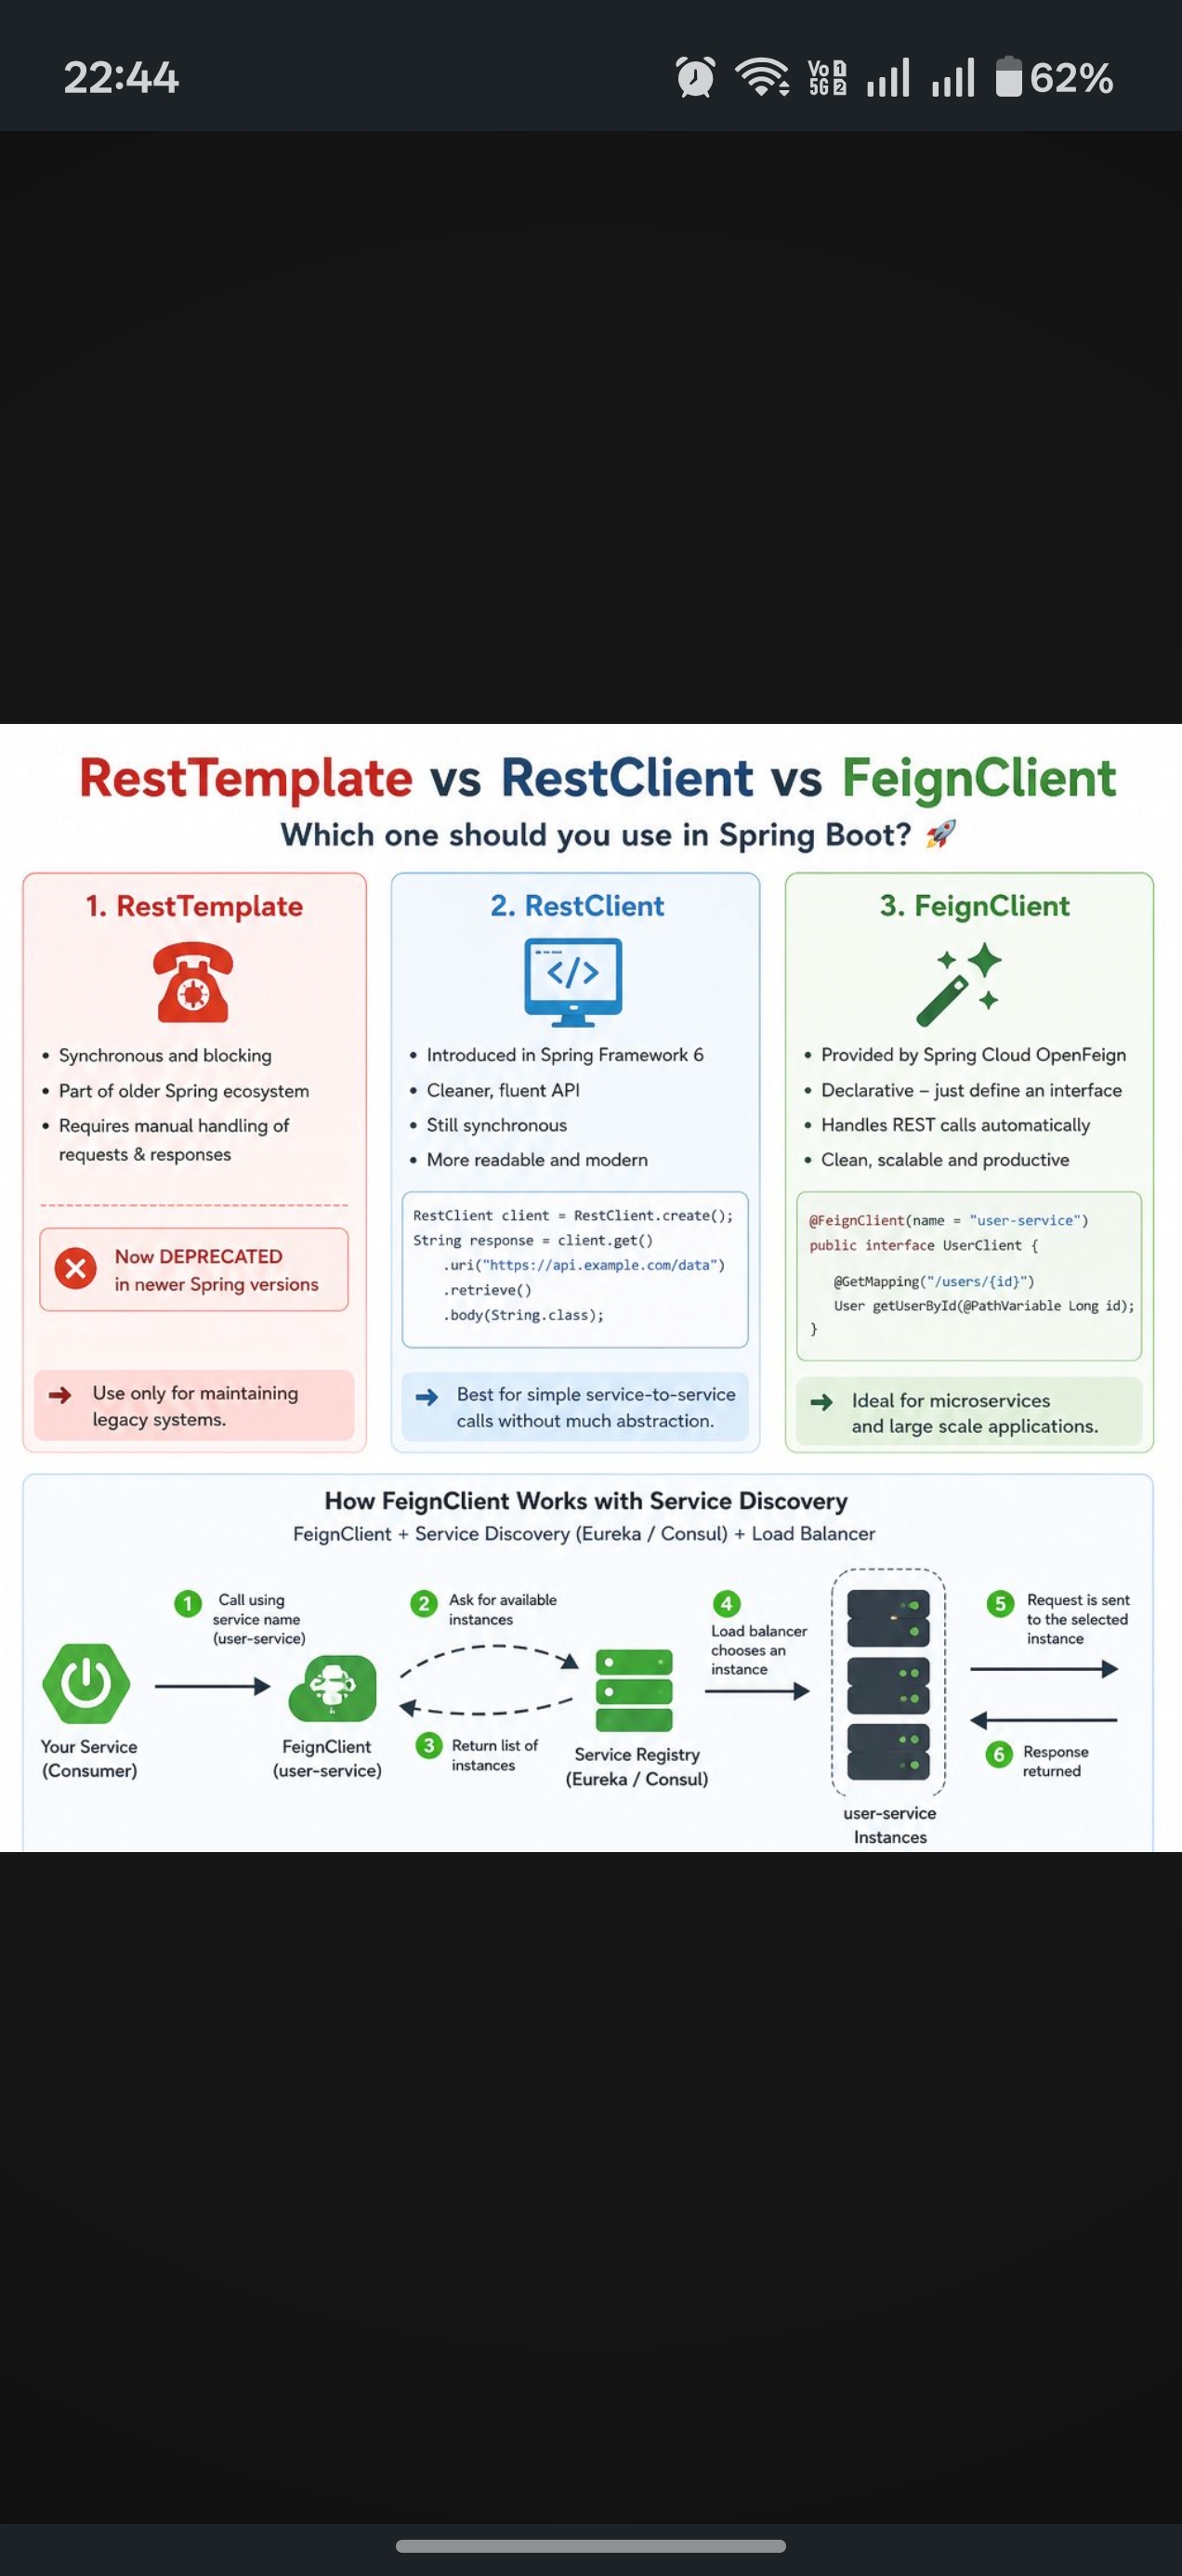 22:44
Vo 1
5G 2
62%
RestTemplate vs RestClient vs FeignClient
Which one should you use in Spring Boot? 🚀
1. RestTemplate
• Synchronous and blocking
• Part of older Spring ecosystem
• Requires manual handling of
requests & responses
Now DEPRECATED
in newer Spring versions
➔ Use only for maintaining
legacy systems.
2. RestClient
</>
• Introduced in Spring Framework 6
• Cleaner, fluent API
• Still synchronous
• More readable and modern
RestClient client = RestClient.create();
String response = client.get()
.uri("https://api.example.com/data")
.retrieve()
.body(String.class);
➔ Best for simple service-to-service
calls without much abstraction.
3. FeignClient
• Provided by Spring Cloud OpenFeign
• Declarative – just define an interface
• Handles REST calls automatically
• Clean, scalable and productive
@FeignClient(name = "user-service")
public interface UserClient {
@GetMapping("/users/{id}")
User getUserById(@PathVariable Long id);
}
➔ Ideal for microservices
and large scale applications.
How FeignClient Works with Service Discovery
FeignClient + Service Discovery (Eureka / Consul) + Load Balancer
1 Call using
service name
(user-service)
2 Ask for available
instances
3 Return list of
instances
4
Load balancer
chooses an
instance
5 Request is sent
to the selected
instance
6 Response
returned
Your Service
(Consumer)
FeignClient
(user-service)
Service Registry
(Eureka / Consul)
user-service
Instances